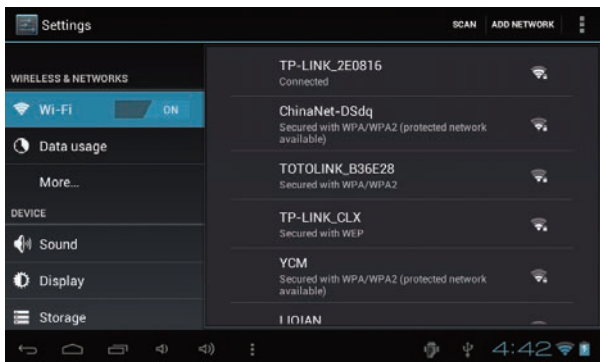 Settings
SCAN
ADD NETWORK
WIRELESS & NETWORKS
Wi-Fi
ON
Data usage
More...
DEVICE
Sound
Display
Storage
TP-LINK_2E0816
Connected
ChinaNet-DSdq
Secured with WPA/WPA2 (protected network
available)
TOTOLINK_B36E28
Secured with WPA/WPA2
TP-LINK_CLX
Secured with WEP
YCM
Secured with WPA/WPA2 (protected network
available)
4:42